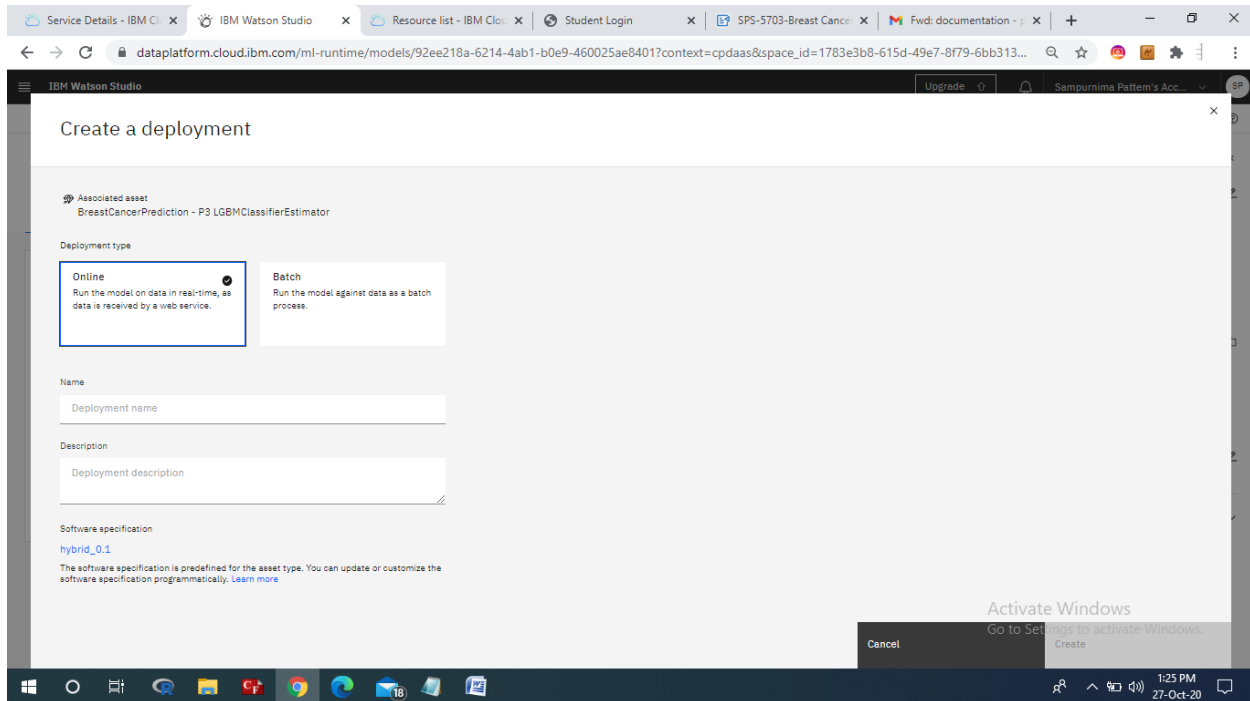 Service Details - IBM Cl
IBM Watson Studio
Resource list - IBM Clou
Student Login
SPS-5703-Breast Cance
Fwd: documentation - p
dataplatform.cloud.ibm.com/ml-runtime/models/92ee218a-6214-4ab1-b0e9-460025ae8401?context=cpdaas&space_id=1783e3b8-615d-49e7-8f79-6bb313...
IBM Watson Studio
Upgrade
Sampurnima Pattem's Acc...
SP
Create a deployment
Associated asset
BreastCancerPrediction - P3 LGBMClassifierEstimator
Deployment type
Online
Run the model on data in real-time, as
data is received by a web service.
Batch
Run the model against data as a batch
process.
Name
Deployment name
Description
Deployment description
Software specification
hybrid_0.1
The software specification is predefined for the asset type. You can update or customize the
software specification programmatically. Learn more
Activate Windows
Go to Settings to activate Windows.
Cancel
Create
18
1:25 PM
27-Oct-20